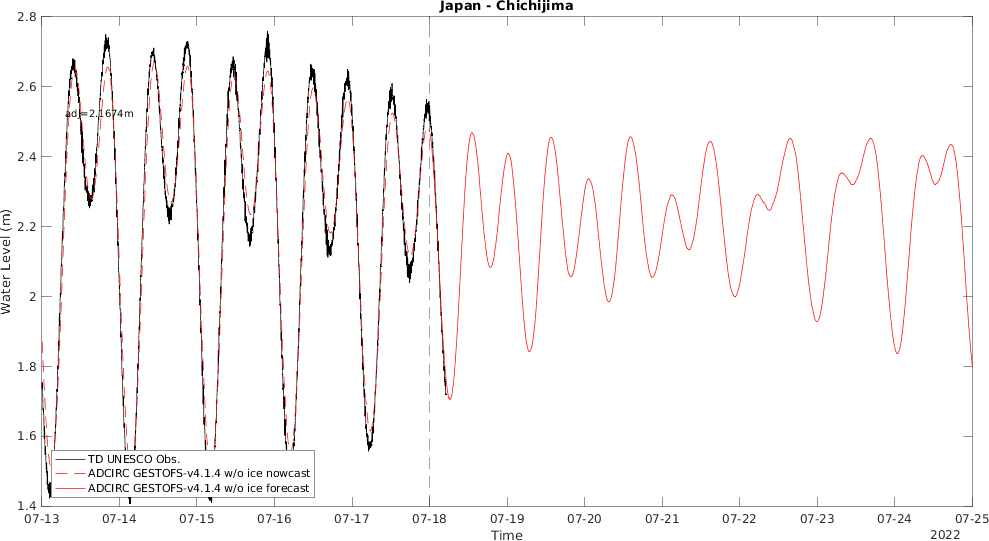 Japan - Chichijima
Water Level (m)
2.8
2.6
2.4
2.2
2
1.8
1.6
1.4
adj=2.1674m
TD UNESCO Obs.
ADCIRC GESTOFS-v4.1.4 w/o ice nowcast
ADCIRC GESTOFS-v4.1.4 w/o ice forecast
07-13 07-14 07-15 07-16 07-17 07-18 07-19 07-20 07-21 07-22 07-23 07-24 07-25
Time
2022